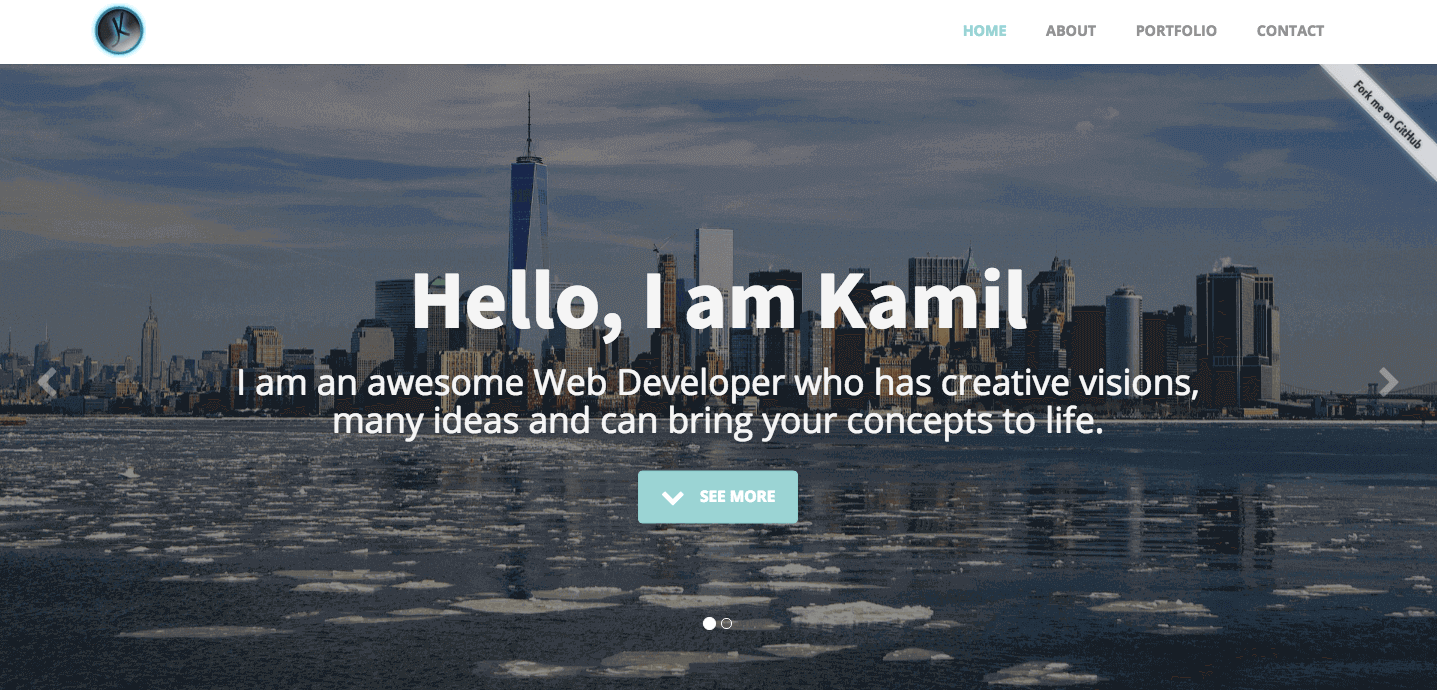 HOME ABOUT PORTFOLIO CONTACT
Fork me on GitHub
Hello, I am Kamil
I am an awesome Web Developer who has creative visions,
many ideas and can bring your concepts to life.
SEE MORE